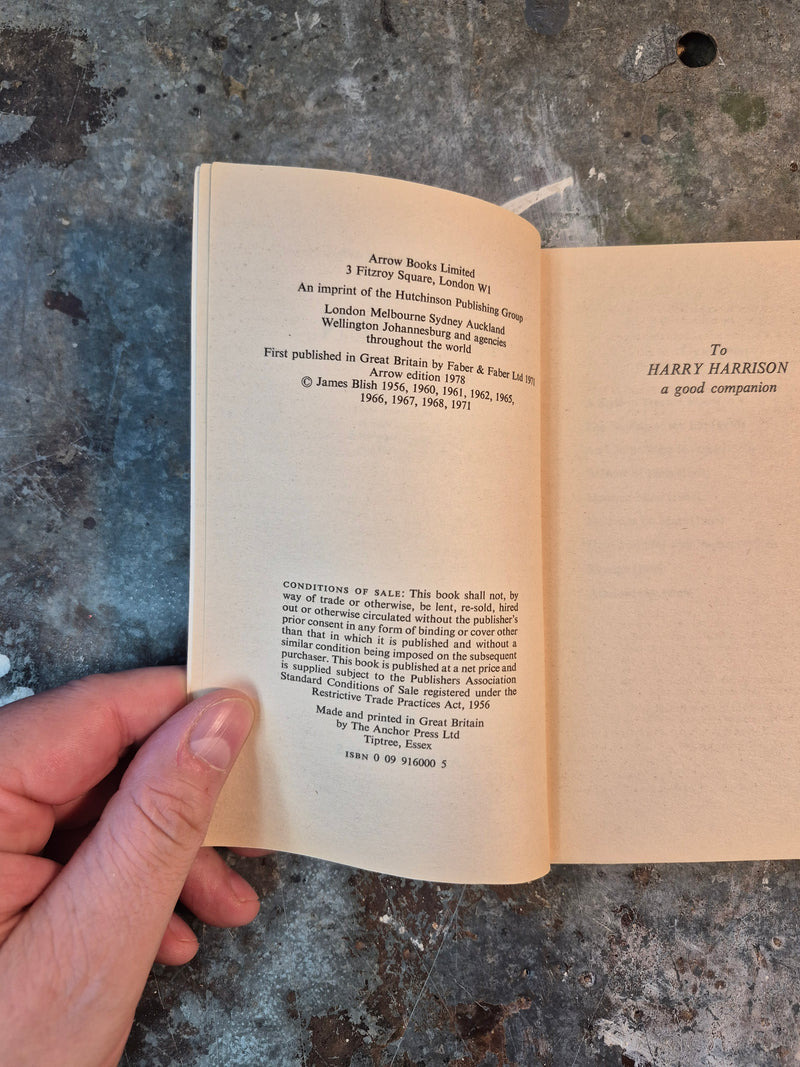 Arrow Books Limited
3 Fitzroy Square, London W1
An imprint of the Hutchinson Publishing Group
London Melbourne Sydney Auckland
Wellington Johannesburg and agencies
throughout the world
First published in Great Britain by Faber & Faber Ltd 1971
Arrow edition 1978
© James Blish 1956, 1960, 1961, 1962, 1965,
1966, 1967, 1968, 1971
CONDITIONS OF SALE: This book shall not, by
way of trade or otherwise, be lent, re-sold, hired
out or otherwise circulated without the publisher's
prior consent in any form of binding or cover other
than that in which it is published and without a
similar condition being imposed on the subsequent
purchaser. This book is published at a net price and
is supplied subject to the Publishers Association
Standard Conditions of Sale registered under the
Restrictive Trade Practices Act, 1956
Made and printed in Great Britain
by The Anchor Press Ltd
Tiptree, Essex
ISBN 0 09 916000 5
To
HARRY HARRISON
a good companion